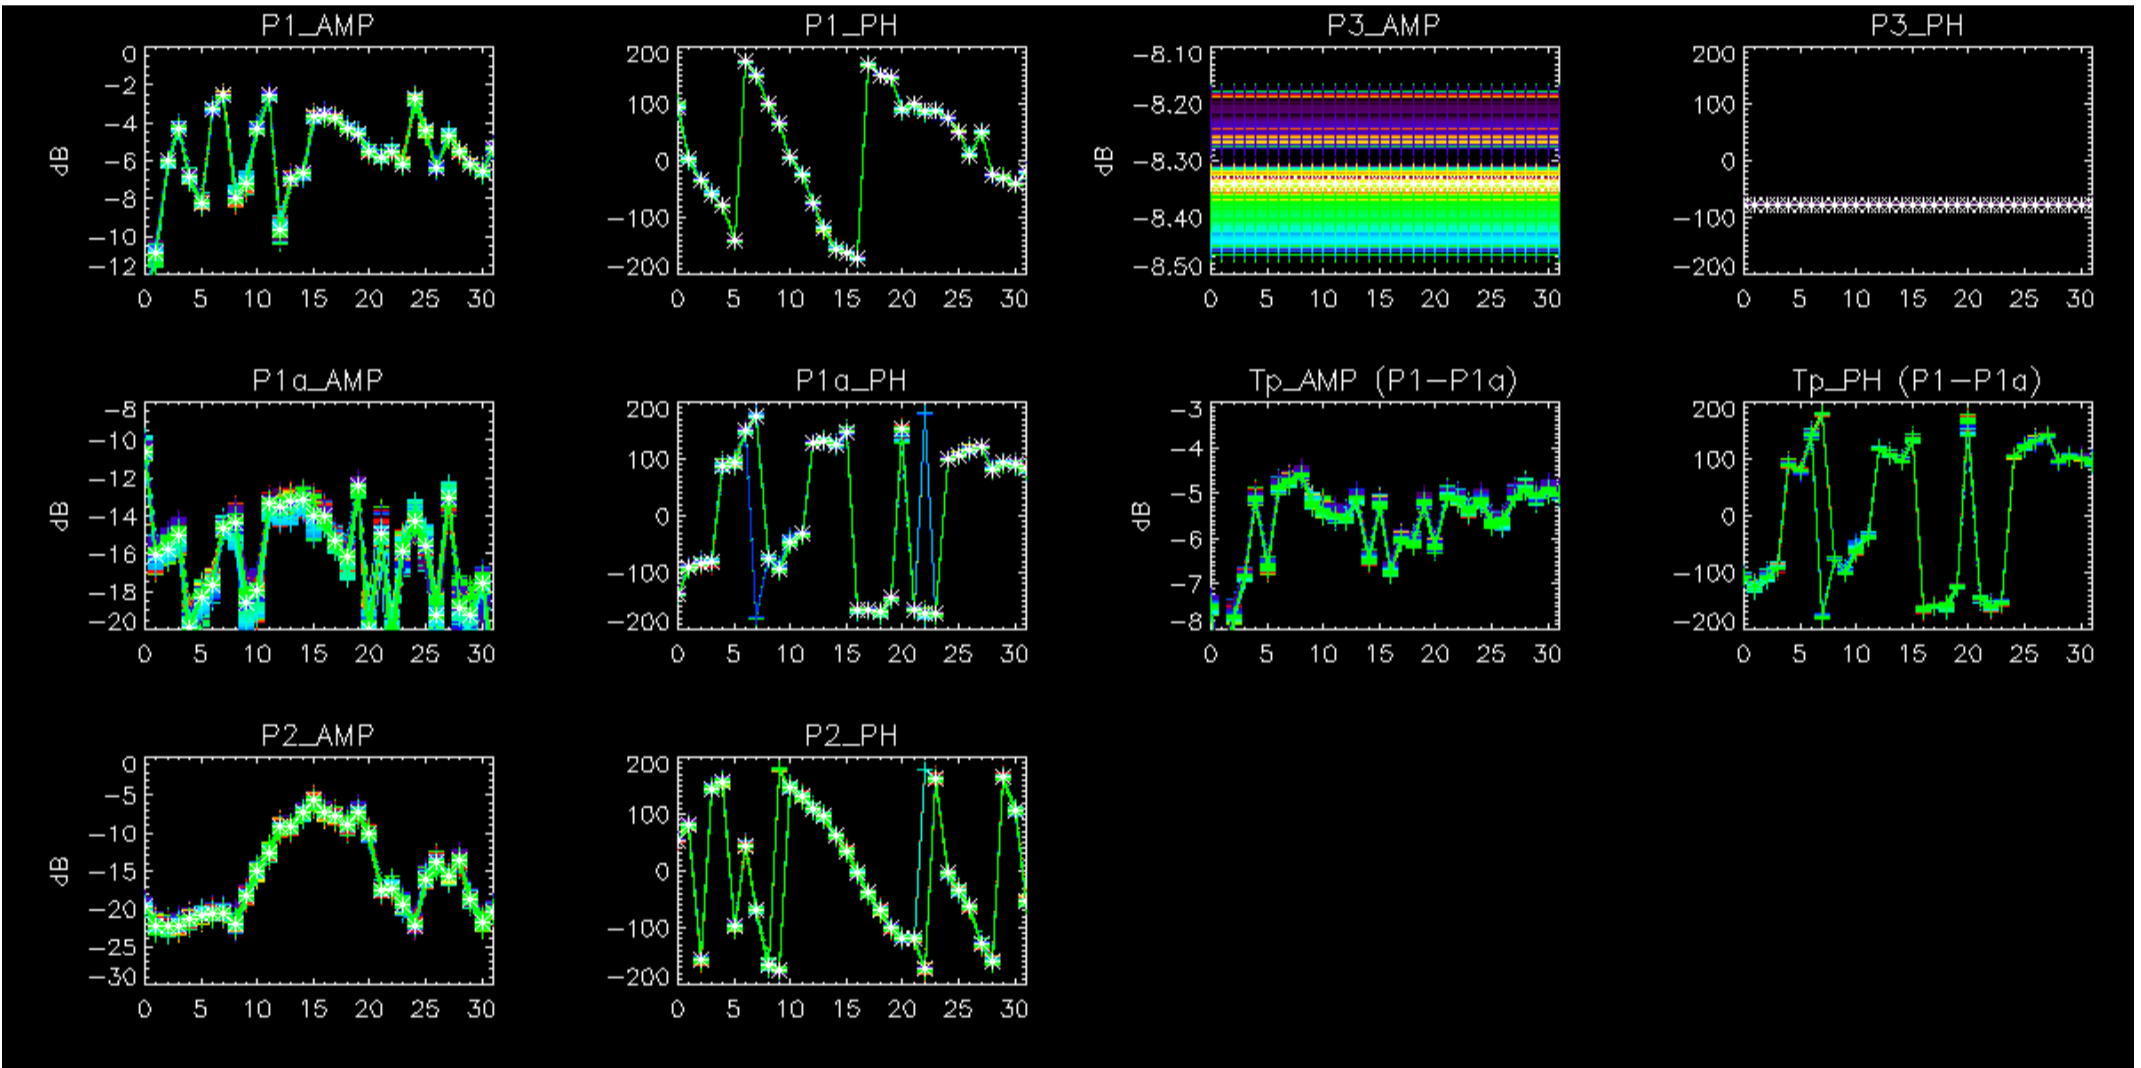 P1_AMP
P1_PH
P3_AMP
P3_PH
0
-2
-4
-6
-8
-10
-12
dB
0 5 10 15 20 25 30
200
100
0
-100
-200
0 5 10 15 20 25 30
-8.10
-8.20
-8.30
-8.40
-8.50
dB
0 5 10 15 20 25 30
200
100
0
-100
-200
0 5 10 15 20 25 30
P1a_AMP
P1a_PH
Tp_AMP (P1-P1a)
Tp_PH (P1-P1a)
-8
-10
-12
-14
-16
-18
-20
dB
0 5 10 15 20 25 30
200
100
0
-100
-200
0 5 10 15 20 25 30
-3
-4
-5
-6
-7
-8
dB
0 5 10 15 20 25 30
200
100
0
-100
-200
0 5 10 15 20 25 30
P2_AMP
P2_PH
0
-5
-10
-15
-20
-25
-30
dB
0 5 10 15 20 25 30
200
100
0
-100
-200
0 5 10 15 20 25 30